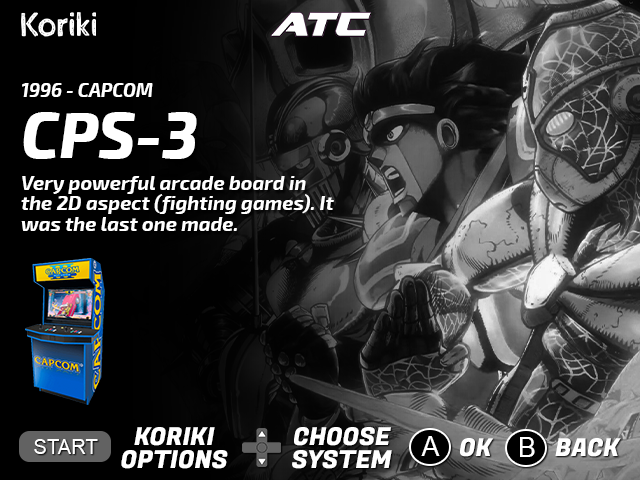 Koriki
ATC
1996 - CAPCOM
CPS-3
Very powerful arcade board in
the 2D aspect (fighting games). It
was the last one made.
CAPCOM
CAPCOM
CAPCOM
START
KORIKI
OPTIONS
CHOOSE
SYSTEM
A OK
B BACK